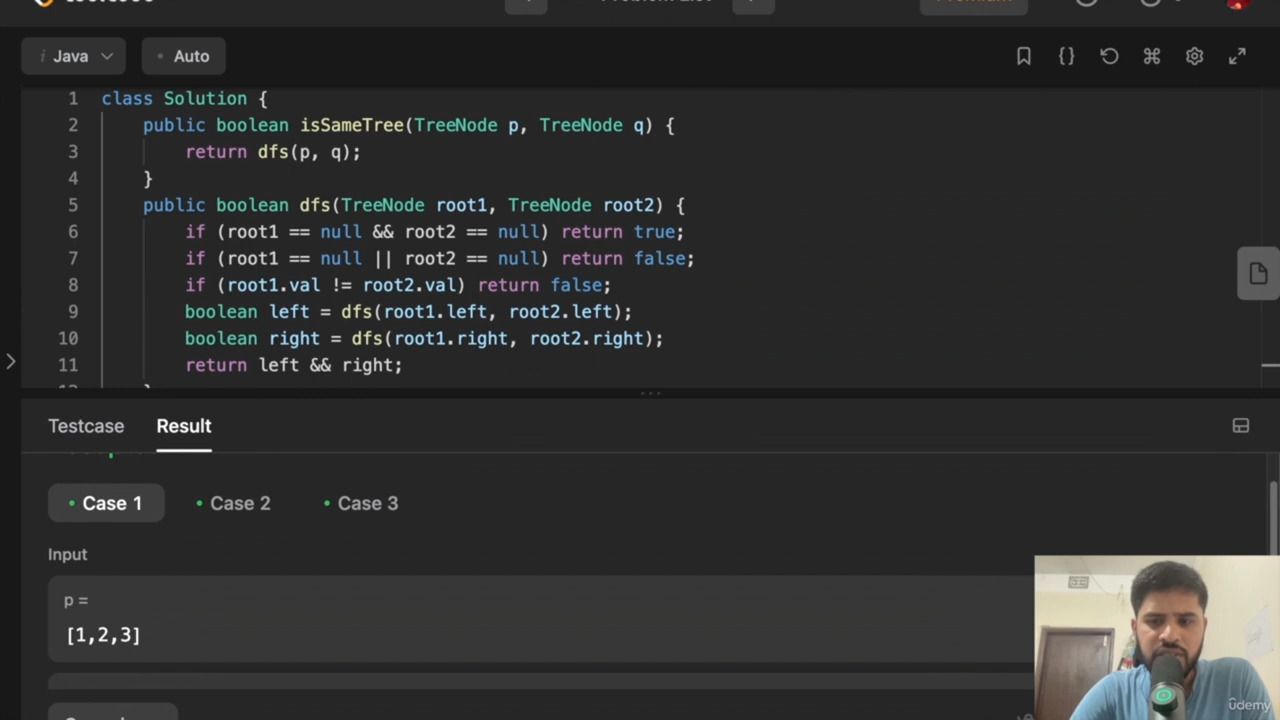 Java
Auto
1 class Solution {
2 public boolean isSameTree(TreeNode p, TreeNode q) {
3 return dfs(p, q);
4 }
5 public boolean dfs(TreeNode root1, TreeNode root2) {
6 if (root1 == null && root2 == null) return true;
7 if (root1 == null || root2 == null) return false;
8 if (root1.val != root2.val) return false;
9 boolean left = dfs(root1.left, root2.left);
10 boolean right = dfs(root1.right, root2.right);
11 return left && right;
Testcase Result
Case 1 Case 2 Case 3
Input
p =
[1,2,3]
ûdemy